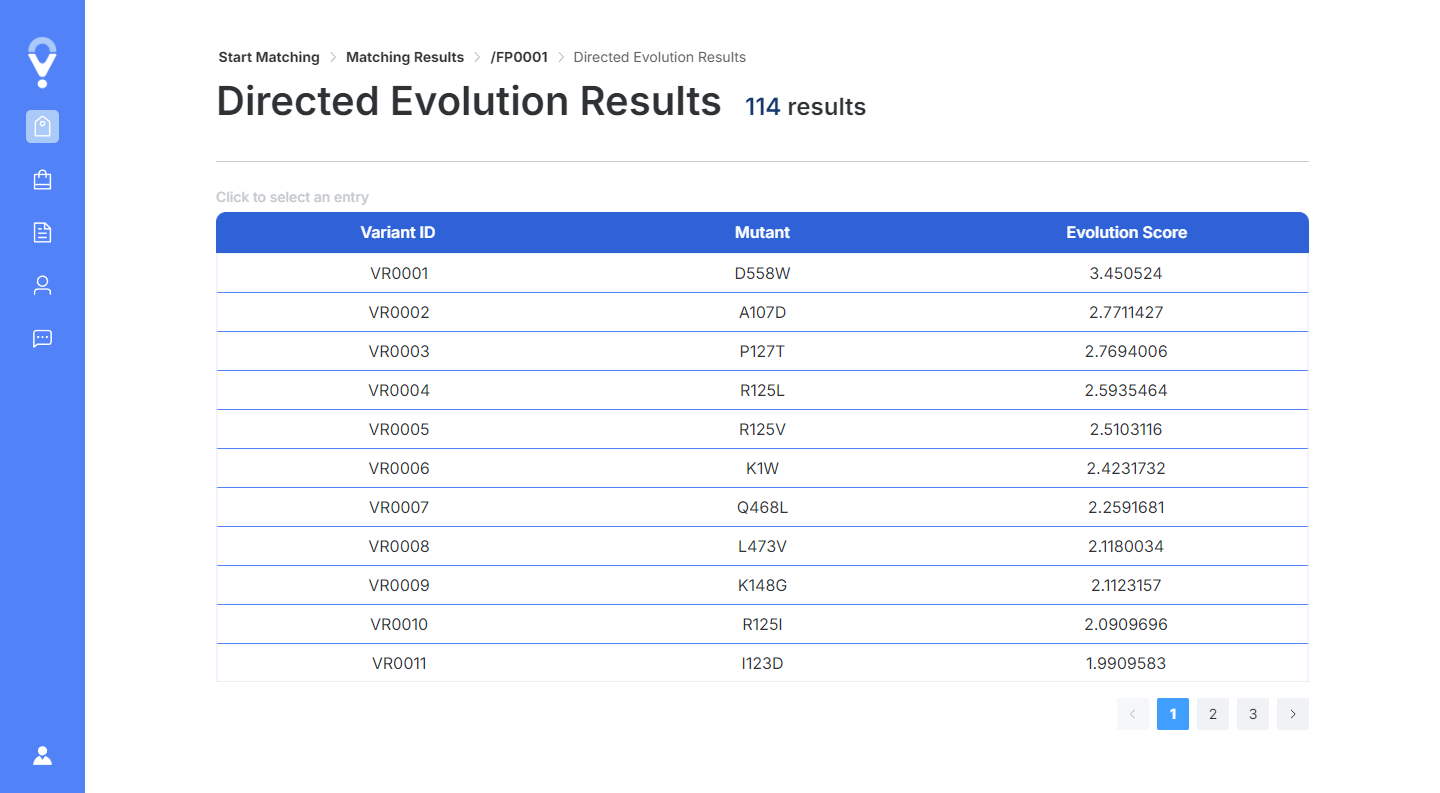 Start Matching > Matching Results > /FP0001 > Directed Evolution Results
Directed Evolution Results 114 results
Click to select an entry
Variant ID Mutant Evolution Score
VR0001 D558W 3.450524
VR0002 A107D 2.7711427
VR0003 P127T 2.7694006
VR0004 R125L 2.5935464
VR0005 R125V 2.5103116
VR0006 K1W 2.4231732
VR0007 Q468L 2.2591681
VR0008 L473V 2.1180034
VR0009 K148G 2.1123157
VR0010 R125I 2.0909696
VR0011 I123D 1.9909583
< 1 2 3 >